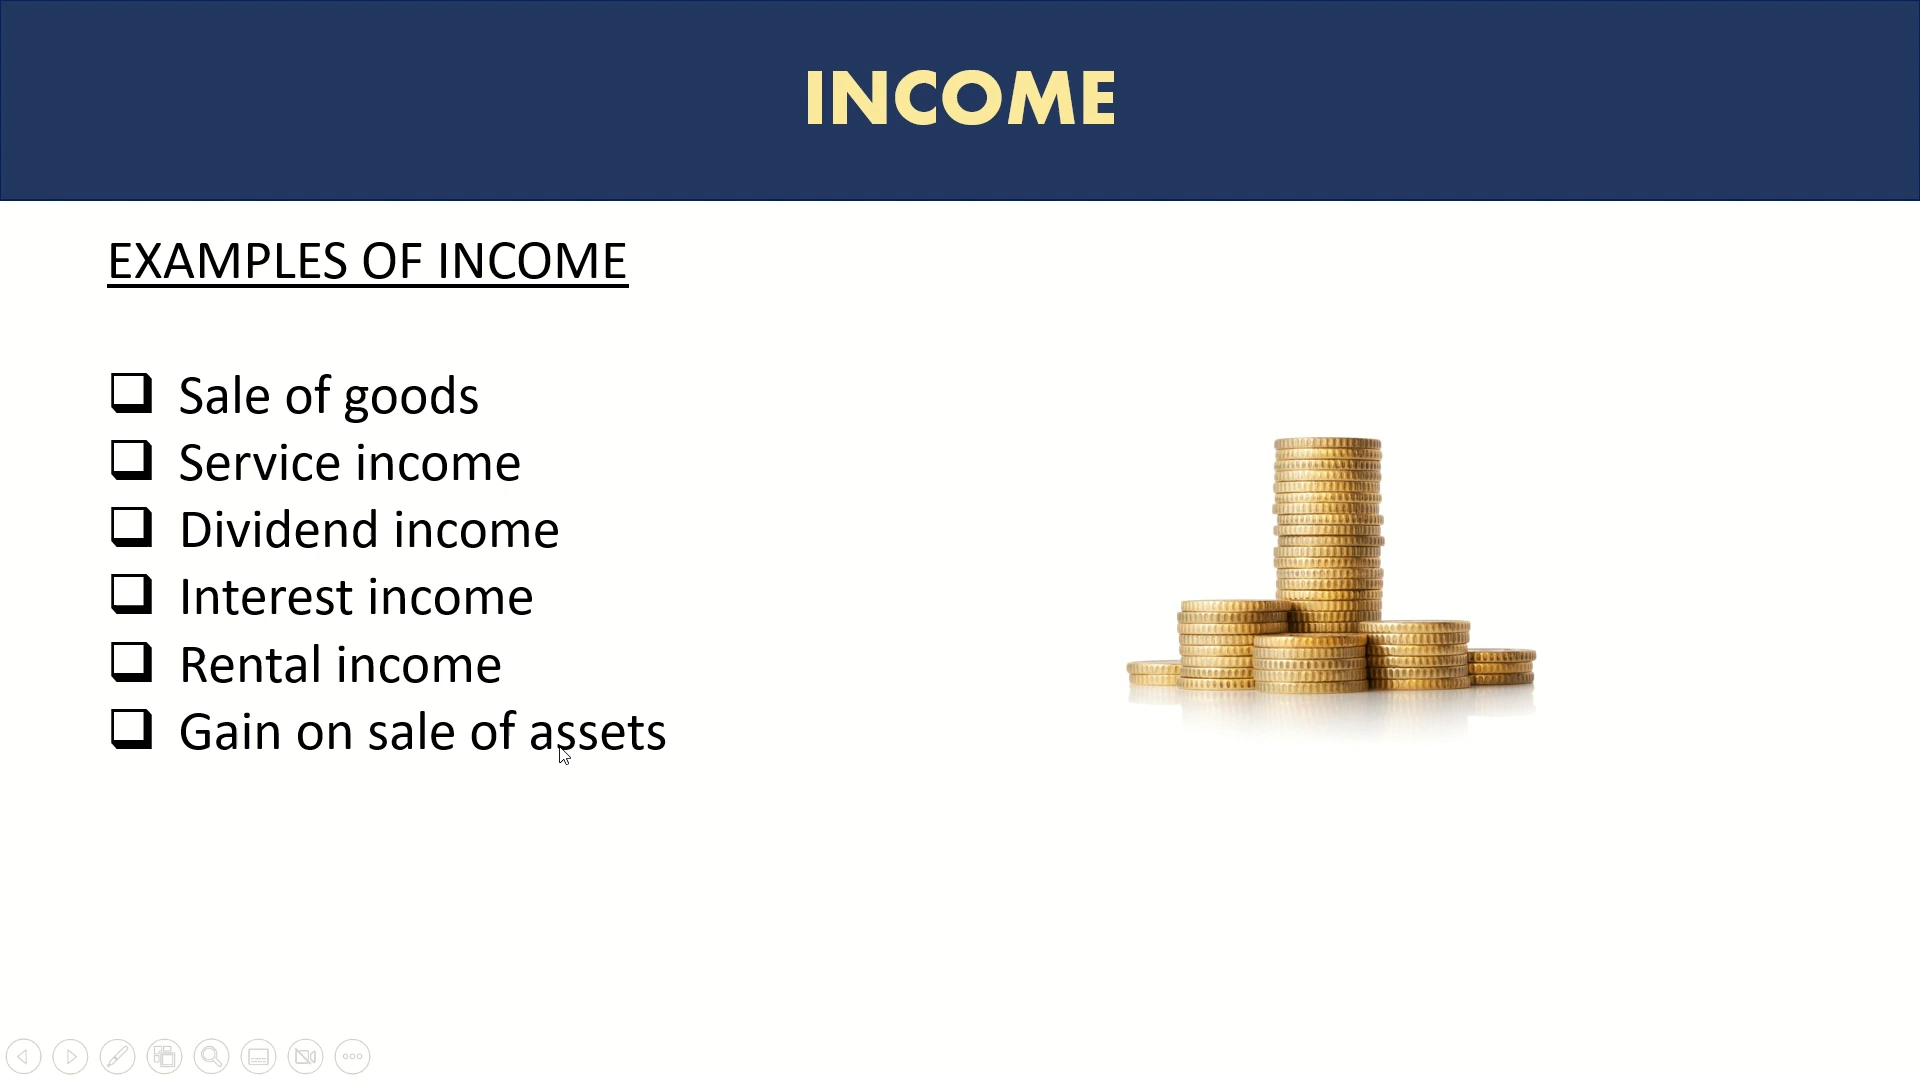 INCOME
EXAMPLES OF INCOME
Sale of goods
Service income
Dividend income
Interest income
Rental income
Gain on sale of assets